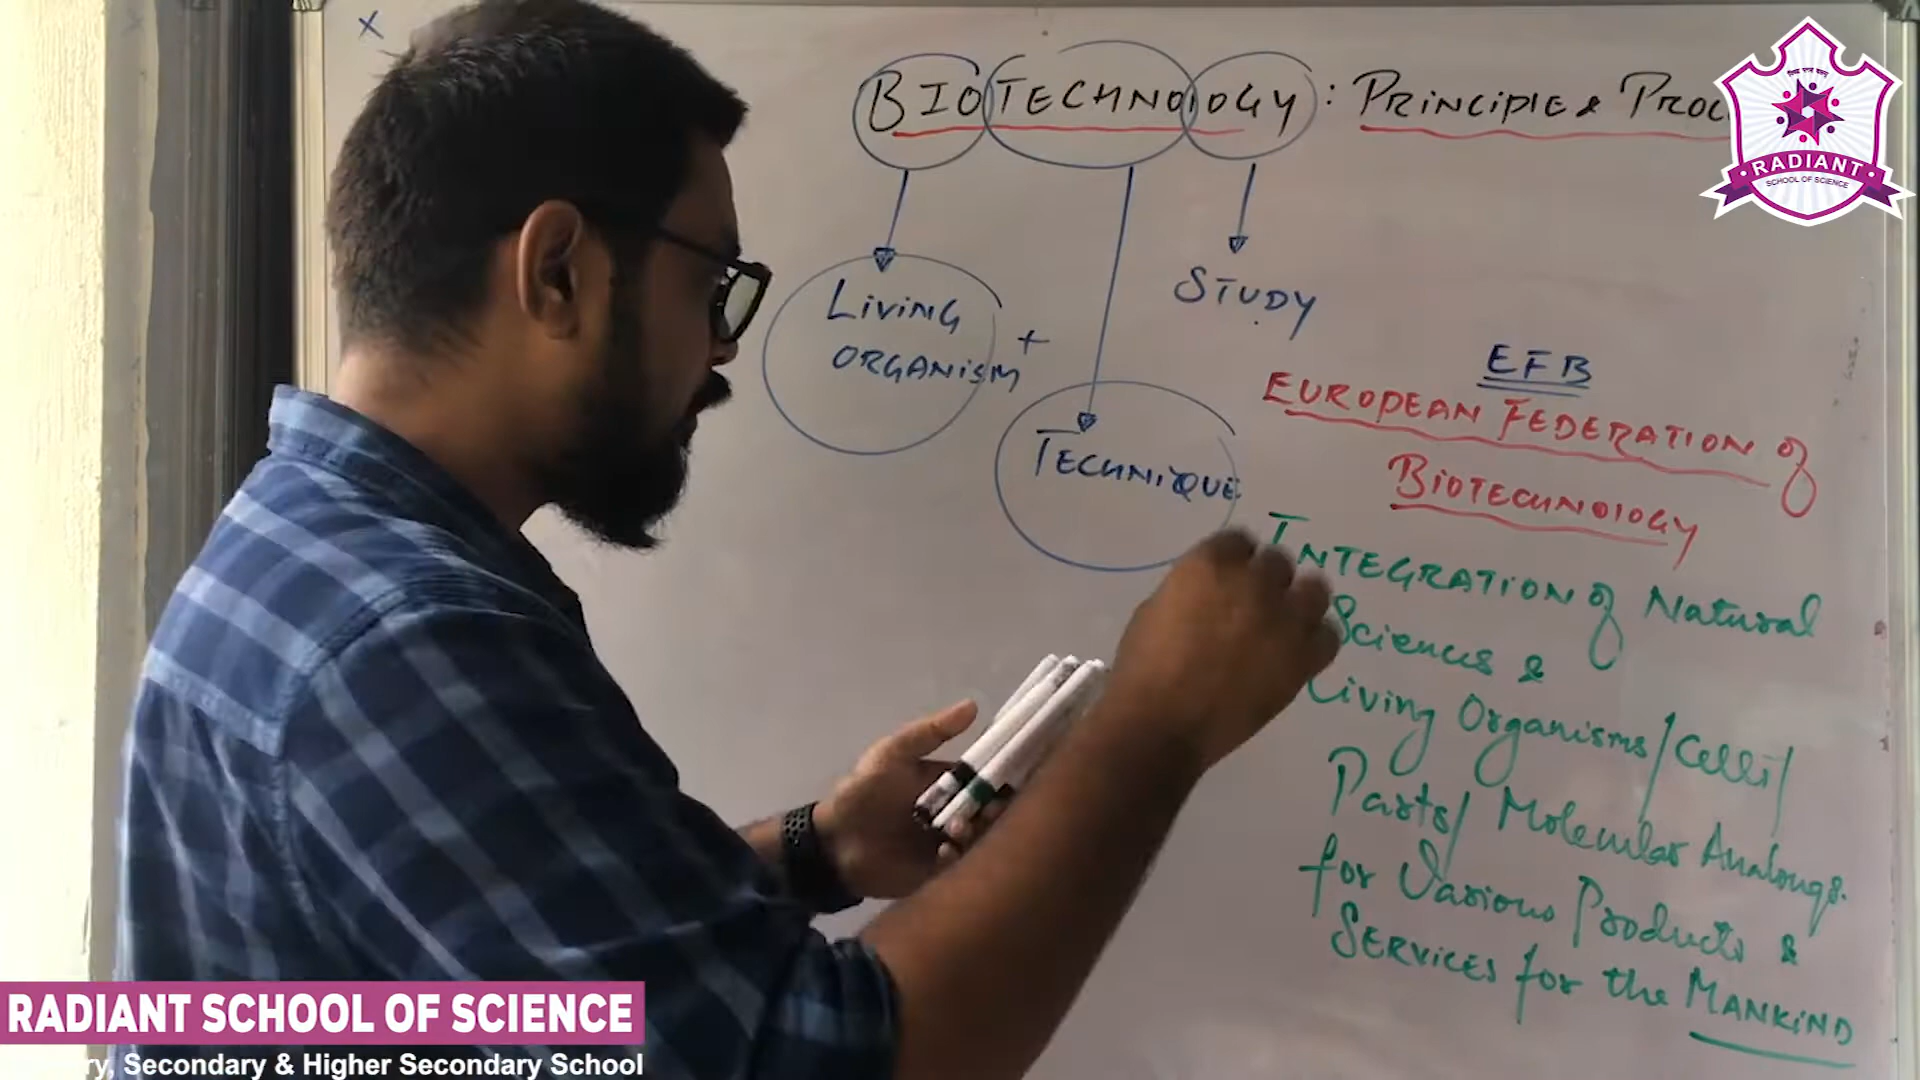 X
BIOTECHNOLOGY : PRINCIPLE & PROC
LIVING
ORGANISM
+
TECHNIQUE
STUDY
EFB
EUROPEAN FEDERATION of
BIOTECHNOLOGY
INTEGRATION of Natural
Sciences &
Living Organisms/Cells/
Parts/ Molecular Analougs.
for Various Products &
SERVICES for the MANKIND
RADIANT
SCHOOL OF SCIENCE
RADIANT SCHOOL OF SCIENCE
ry, Secondary & Higher Secondary School